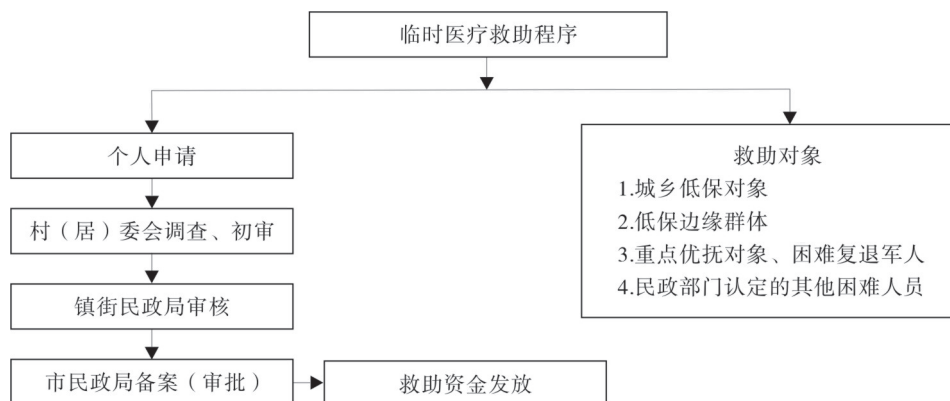 临时医疗救助程序
个人申请
村（居）委会调查、初审
镇街民政局审核
市民政局备案（审批）
救助资金发放
救助对象
1.城乡低保对象
2.低保边缘群体
3.重点优抚对象、困难复退军人
4.民政部门认定的其他困难人员